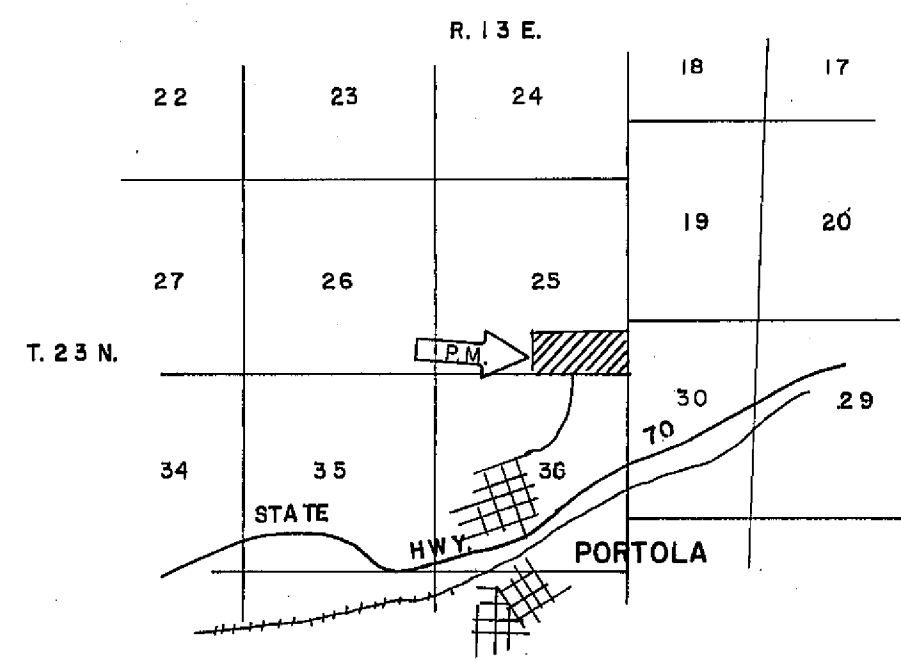 R. 13 E.
18 17
22 23 24
19 20
27 26 25
T. 23 N.
P.M.
30 29
70
34 35 36
STATE
HWY.
PORTOLA